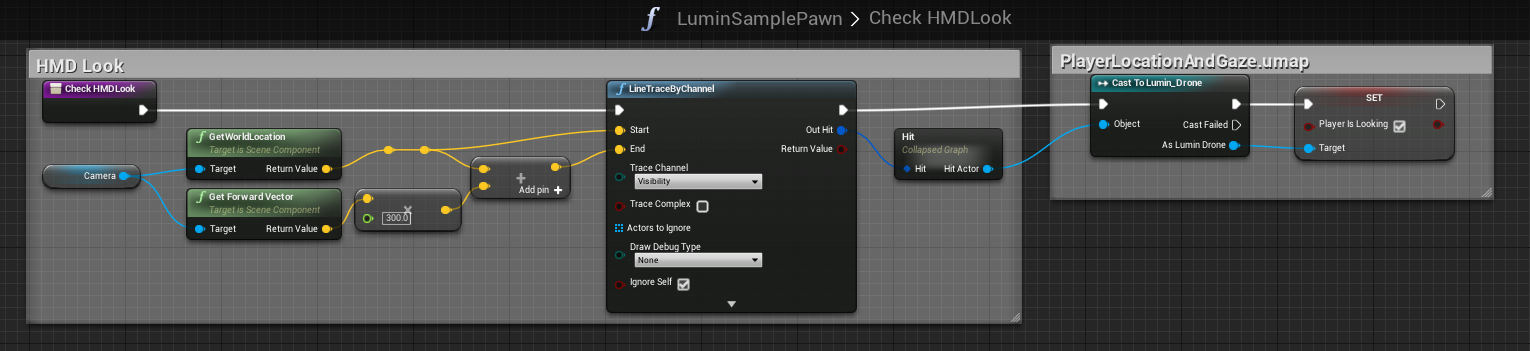 f LuminSamplePawn > Check HMDLook
HMD Look
Check HMDLook
f GetWorldLocation
Target is Scene Component
Target Return Value
Camera
f Get Forward Vector
Target is Scene Component
Target Return Value
× 300.0
+
Add pin +
f LineTraceByChannel
Start Out Hit
End Return Value
Trace Channel
Visibility
Trace Complex
Actors to Ignore
Draw Debug Type
None
Ignore Self
Hit
Collapsed Graph
Hit Hit Actor
PlayerLocationAndGaze.umap
Cast To Lumin_Drone
Object Cast Failed
As Lumin Drone
SET
Player Is Looking
Target